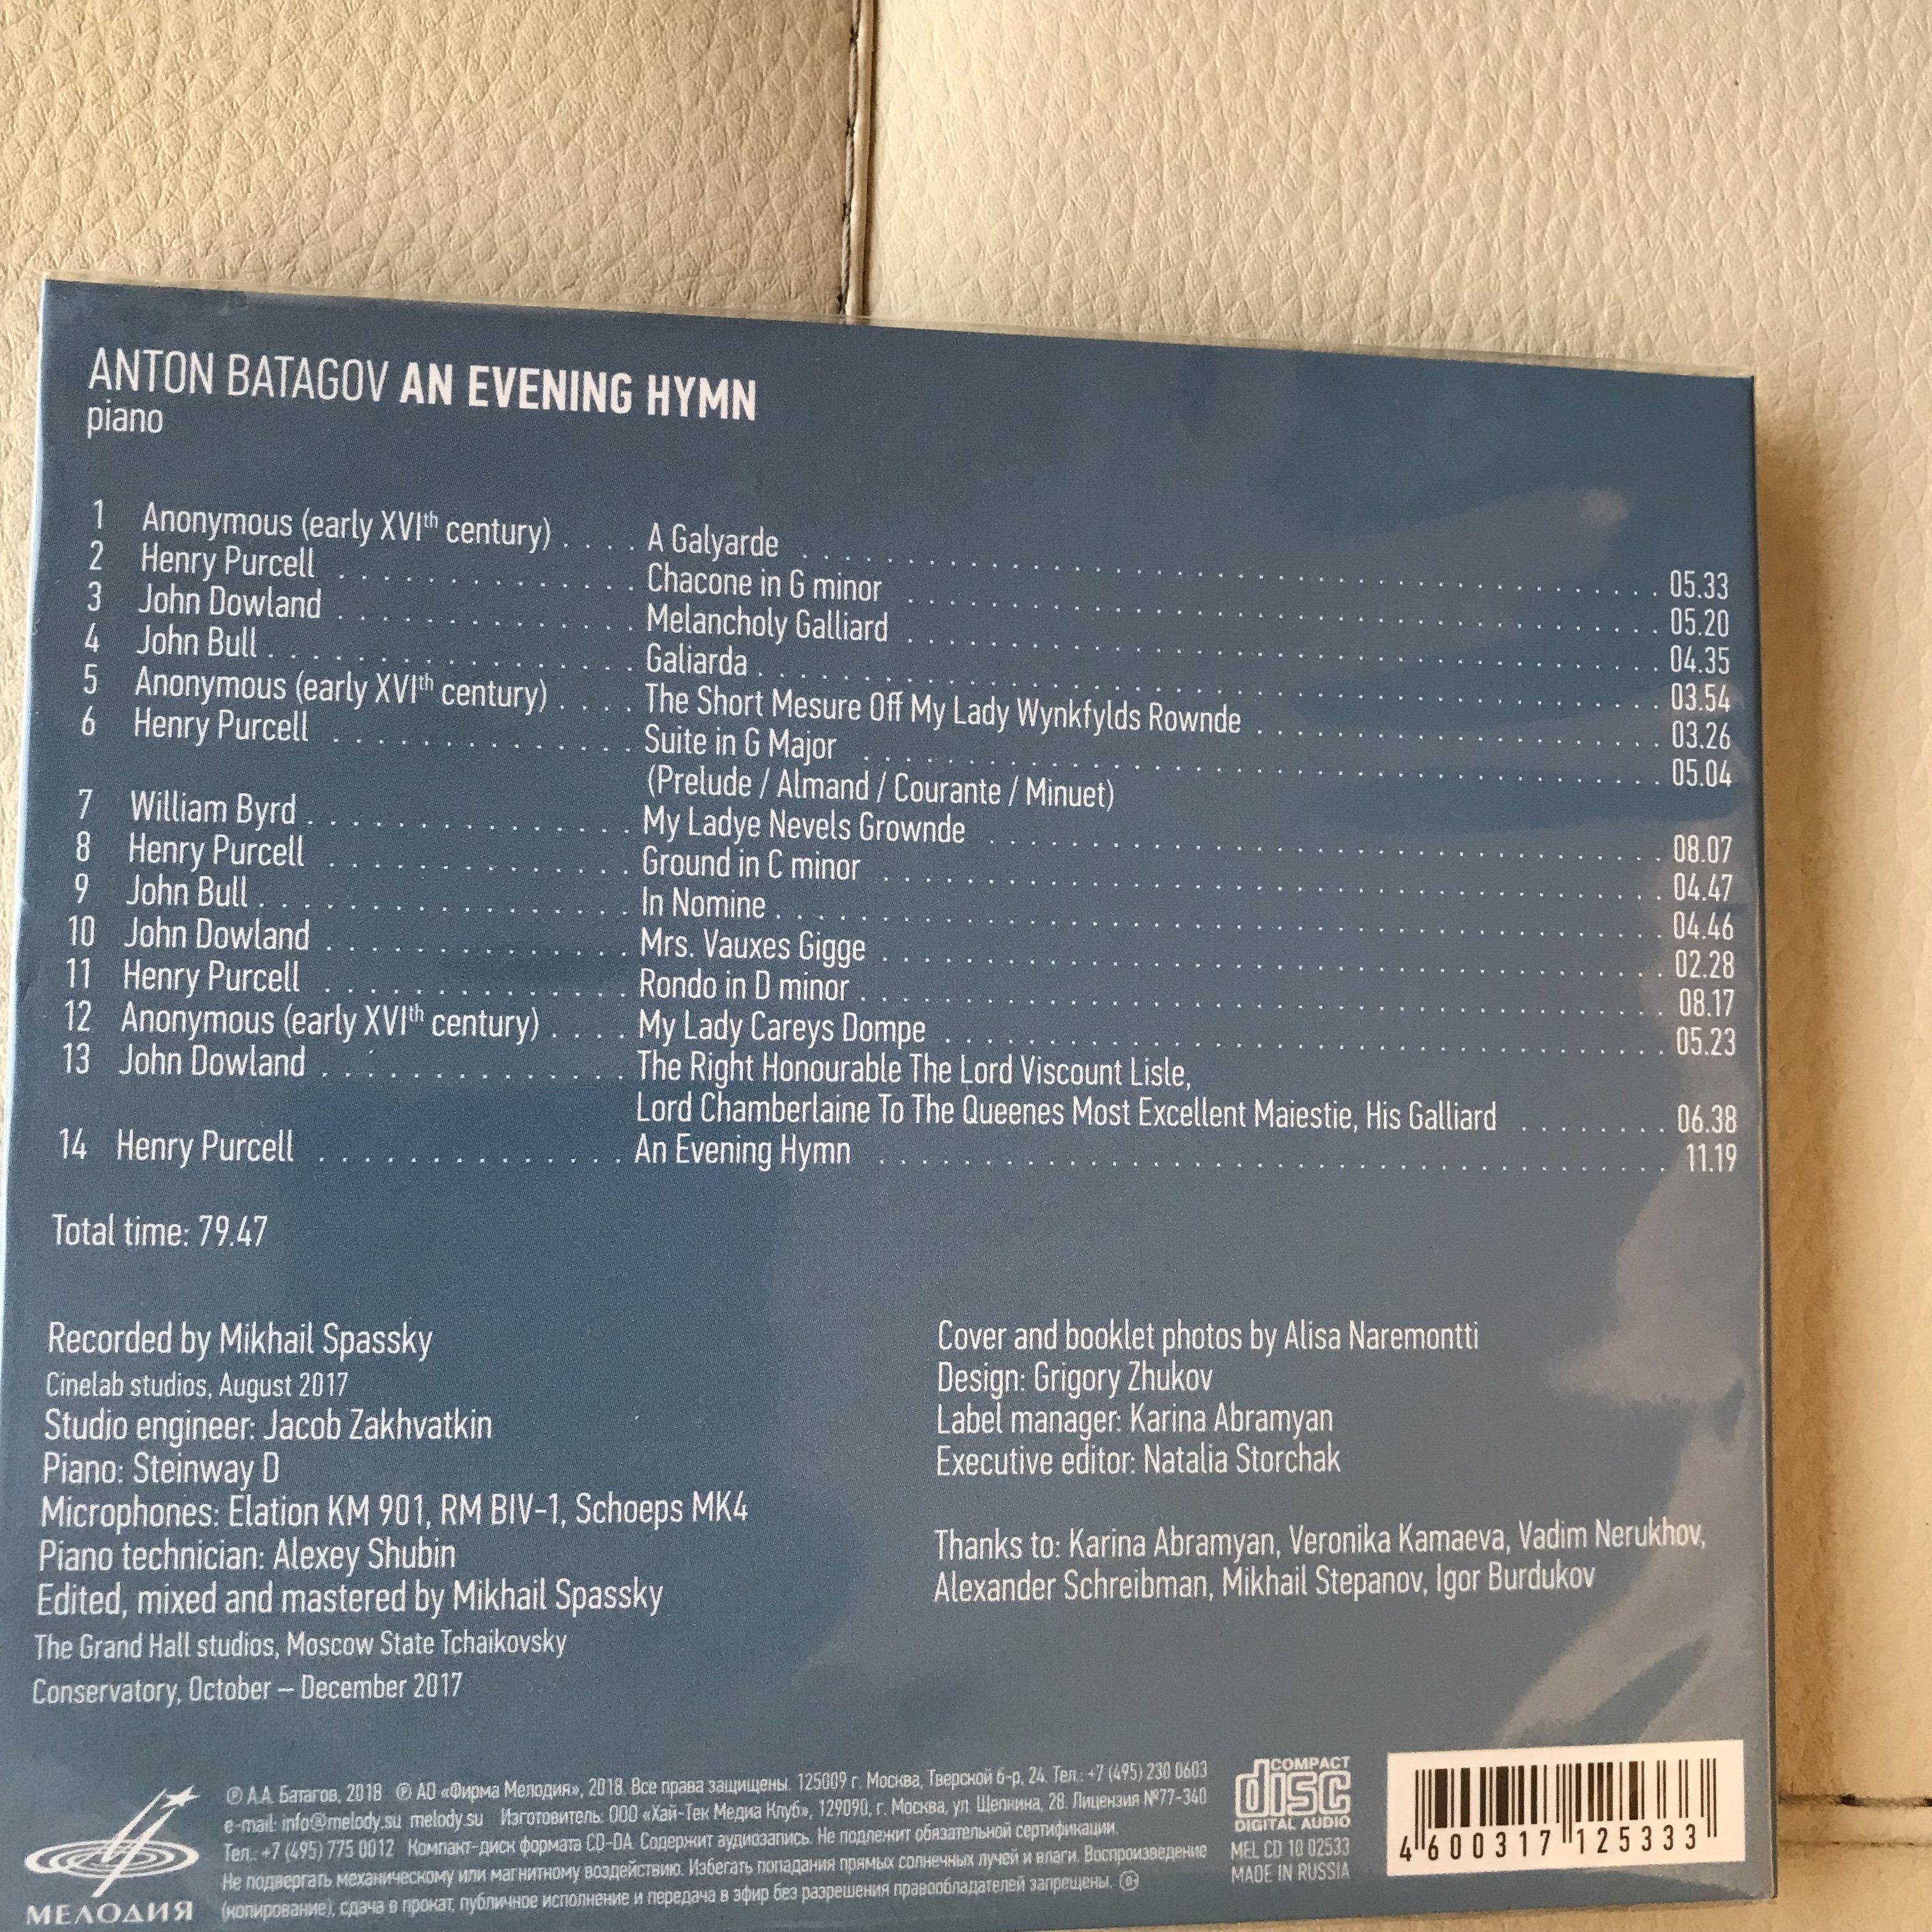 ANTON BATAGOV AN EVENING HYMN
piano
1 Anonymous (early XVIth century) . . . . A Galyarde . . . . 05.33
2 Henry Purcell . . . . Chacone in G minor . . . . 05.20
3 John Dowland . . . . Melancholy Galliard . . . . 04.35
4 John Bull . . . . Galiarda . . . . 03.54
5 Anonymous (early XVIth century) . . . . The Short Mesure Off My Lady Wynkfylds Rownde . . . . 03.26
6 Henry Purcell . . . . Suite in G Major . . . . 05.04
(Prelude / Almand / Courante / Minuet)
7 William Byrd . . . . My Ladye Nevels Grownde . . . . 08.07
8 Henry Purcell . . . . Ground in C minor . . . . 04.47
9 John Bull . . . . In Nomine . . . . 04.46
10 John Dowland . . . . Mrs. Vauxes Gigge . . . . 02.28
11 Henry Purcell . . . . Rondo in D minor . . . . 08.17
12 Anonymous (early XVIth century) . . . . My Lady Careys Dompe . . . . 05.23
13 John Dowland . . . . The Right Honourable The Lord Viscount Lisle,
Lord Chamberlaine To The Queenes Most Excellent Maiestie, His Galliard . . . . 06.38
14 Henry Purcell . . . . An Evening Hymn . . . . 11.19
Total time: 79.47
Recorded by Mikhail Spassky
Cinelab studios, August 2017
Studio engineer: Jacob Zakhvatkin
Piano: Steinway D
Microphones: Elation KM 901, RM BIV-1, Schoeps MK4
Piano technician: Alexey Shubin
Edited, mixed and mastered by Mikhail Spassky
The Grand Hall studios, Moscow State Tchaikovsky
Conservatory, October – December 2017
Cover and booklet photos by Alisa Naremontti
Design: Grigory Zhukov
Label manager: Karina Abramyan
Executive editor: Natalia Storchak
Thanks to: Karina Abramyan, Veronika Kamaeva, Vadim Nerukhov,
Alexander Schreibman, Mikhail Stepanov, Igor Burdukov
МЕЛОДИЯ
℗ А.А. Батагов, 2018 ℗ АО «Фирма Мелодия», 2018. Все права защищены. 125009 г. Москва, Тверской б-р, 24. Тел.: +7 (495) 230 0603
e-mail: info@melody.su melody.su Изготовитель: ООО «Хай-Тек Медиа Клуб», 129090, г. Москва, ул. Щепкина, 28. Лицензия №77-340
Тел.: +7 (495) 775 0012 Компакт-диск формата CD-DA. Содержит аудиозапись. Не подлежит обязательной сертификации.
Не подвергать механическому или магнитному воздействию. Избегать попадания прямых солнечных лучей и влаги. Воспроизведение
(копирование), сдача в прокат, публичное исполнение и передача в эфир без разрешения правообладателей запрещены. 0+
COMPACT
disc
DIGITAL AUDIO
MEL CD 10 02533
MADE IN RUSSIA
4 600317 125333